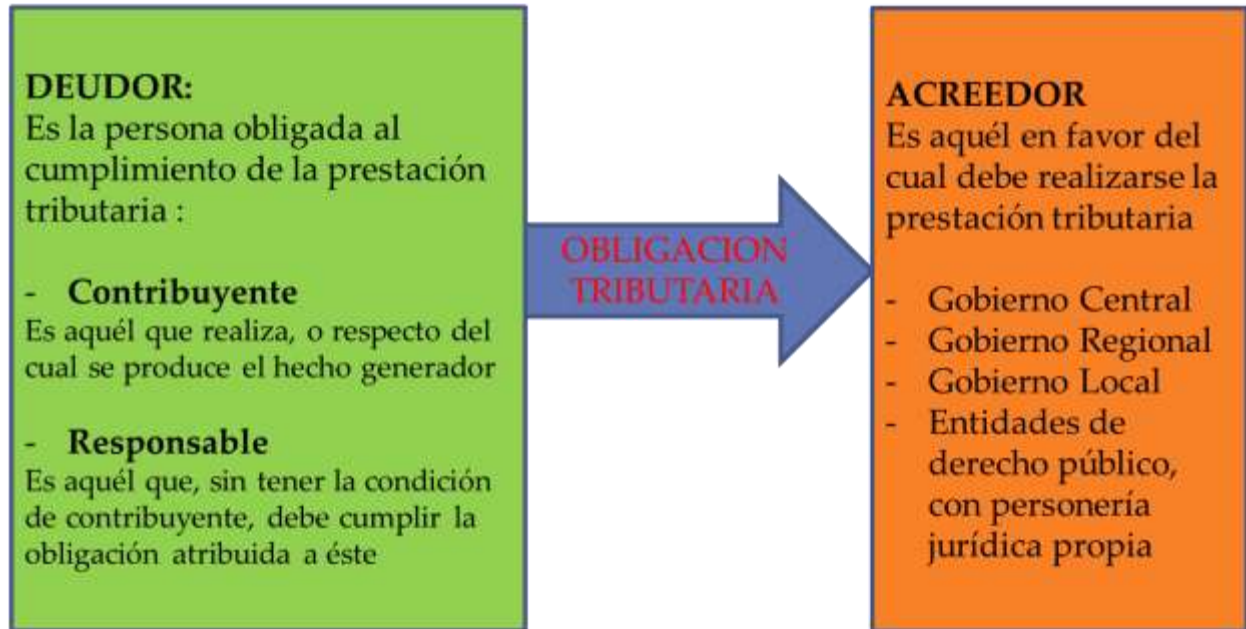 DEUDOR:
Es la persona obligada al
cumplimiento de la prestación
tributaria :
- Contribuyente
Es aquél que realiza, o respecto del
cual se produce el hecho generador
- Responsable
Es aquél que, sin tener la condición
de contribuyente, debe cumplir la
obligación atribuida a éste
OBLIGACION
TRIBUTARIA
ACREEDOR
Es aquél en favor del
cual debe realizarse la
prestación tributaria
- Gobierno Central
- Gobierno Regional
- Gobierno Local
- Entidades de
derecho público,
con personería
jurídica propia